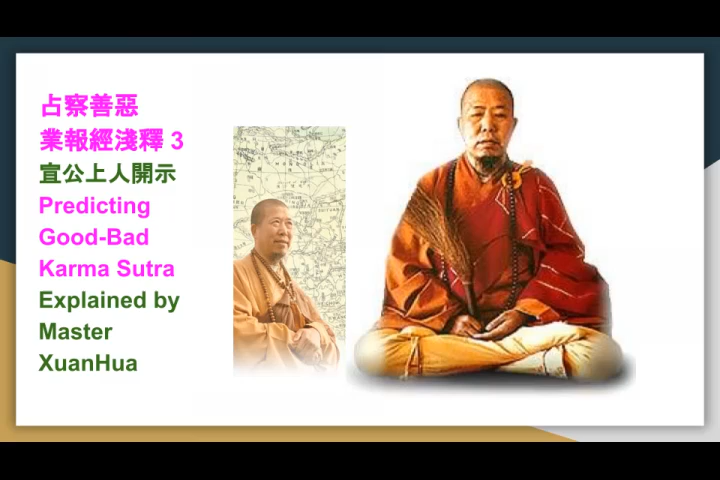 占察善惡
業報經淺釋 3
宣公上人開示
Predicting
Good-Bad
Karma Sutra
Explained by
Master
XuanHua